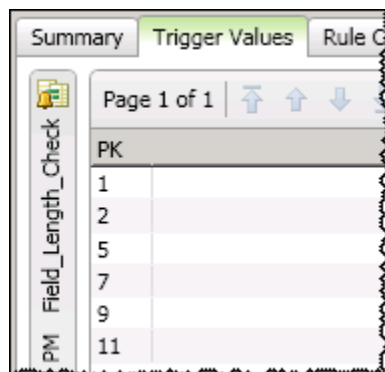 Summary
Trigger Values
Rule
Page 1 of 1
Field_Length_Check
PM
PK
1
2
5
7
9
11